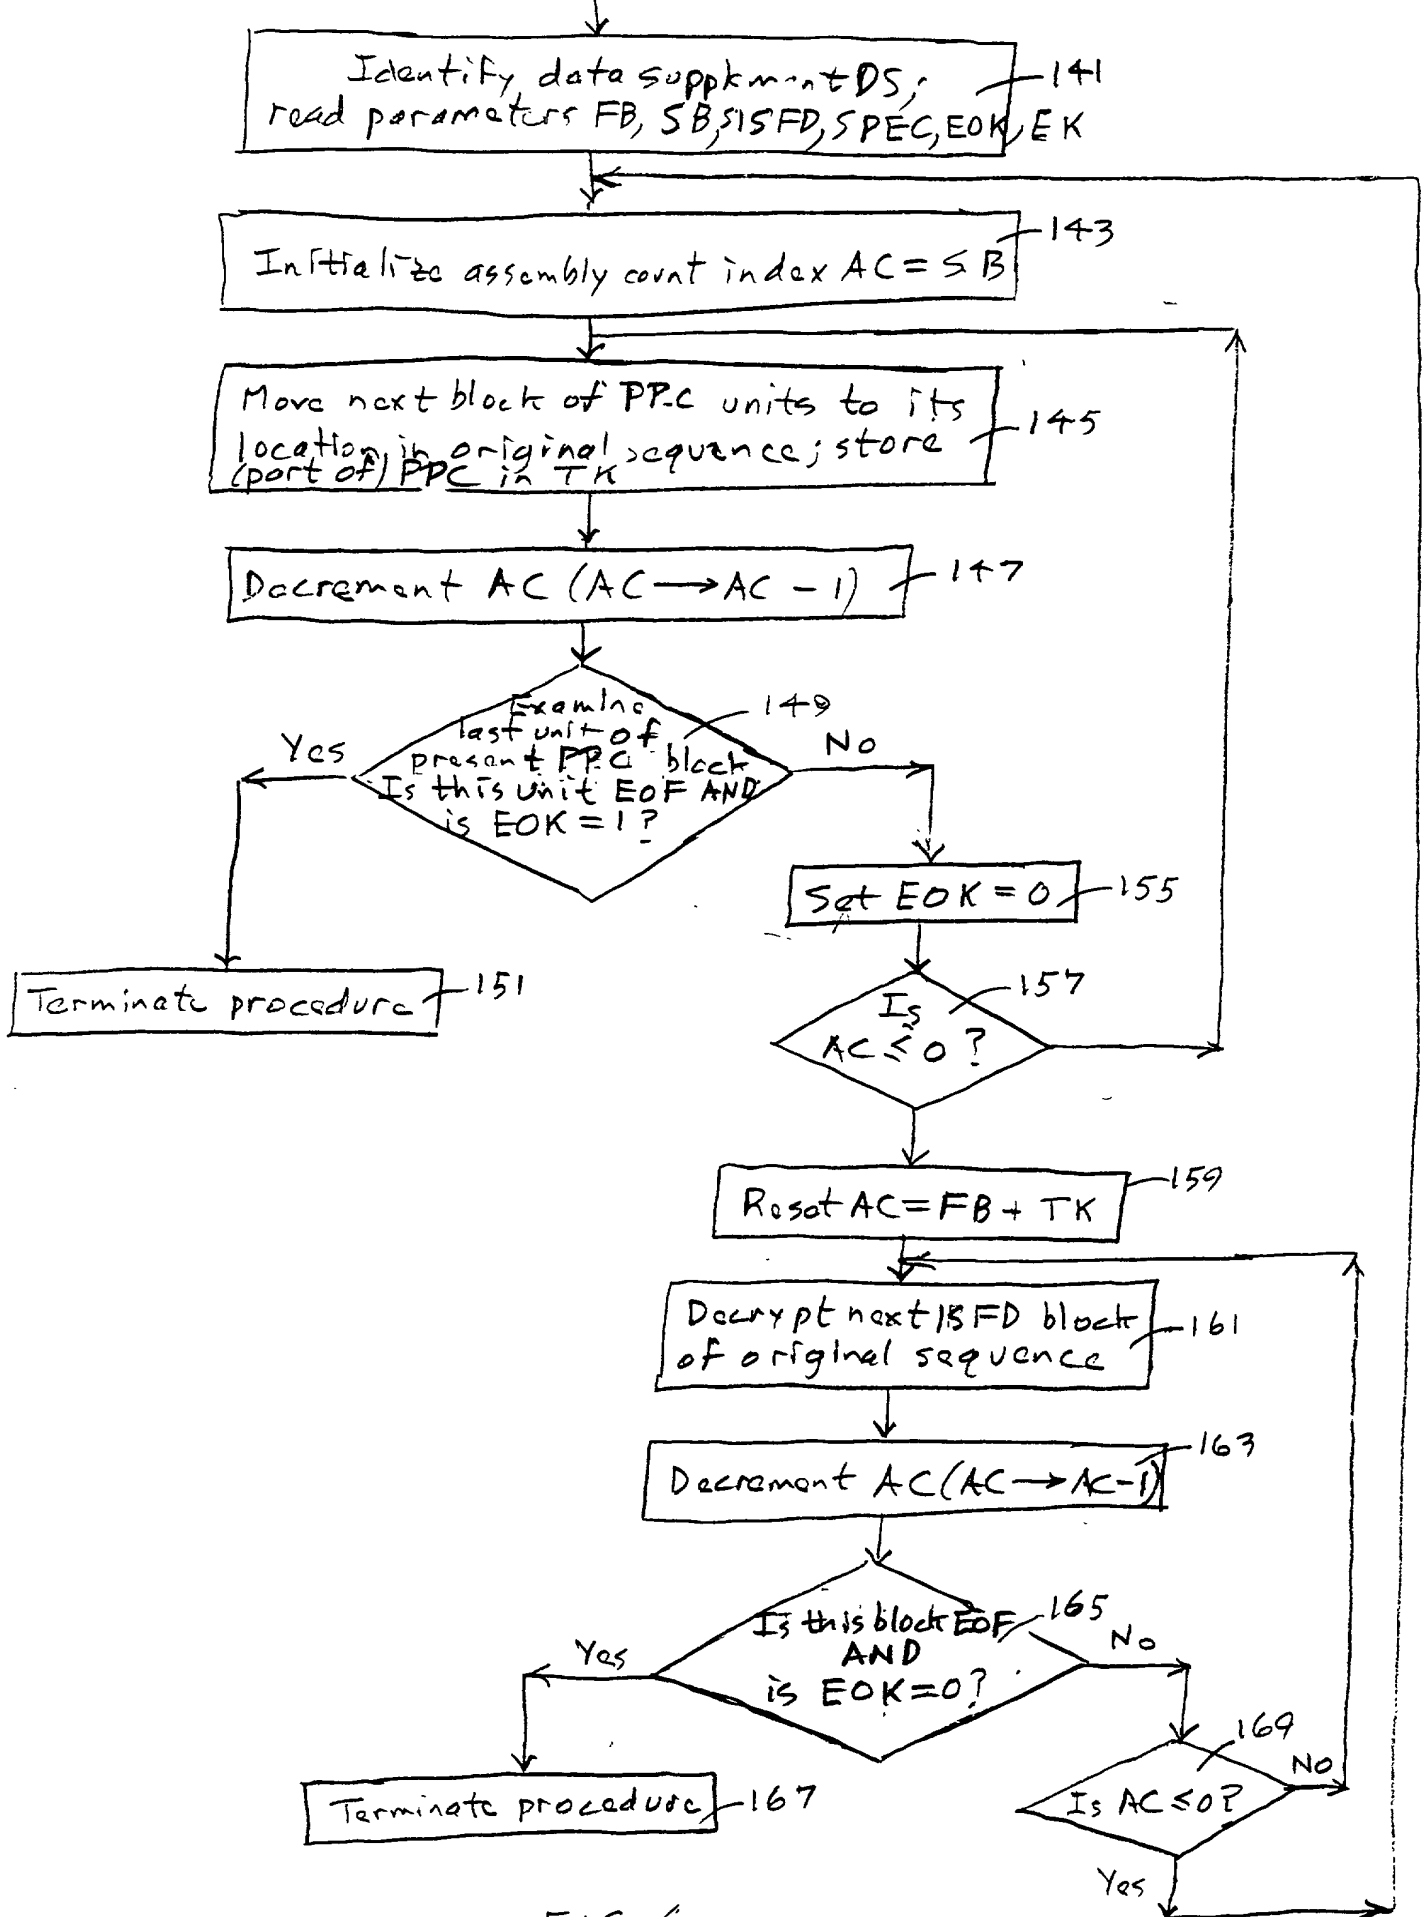 Identify data supplement DS;
141
read parameters FB, SB, SISFD, SPEC, EOK, EK
143
Initialize assembly count index AC = SB
Move next block of PPC units to its
145
location in original sequence; store
(part of) PPC in TK
Decrement AC (AC → AC - 1)
147
Examine
149
last unit of
present PPC block
Is this unit EOF AND
is EOK = 1?
Yes
No
Set EOK = 0
155
Terminate procedure
151
Is
157
AC ≤ 0 ?
159
Reset AC = FB + TK
Decrypt next ISFD block
161
of original sequence
163
Decrement AC (AC → AC-1)
Is this block EOF
165
AND
is EOK=0?
Yes
No
169
Is AC ≤ 0?
No
Terminate procedure
167
Yes